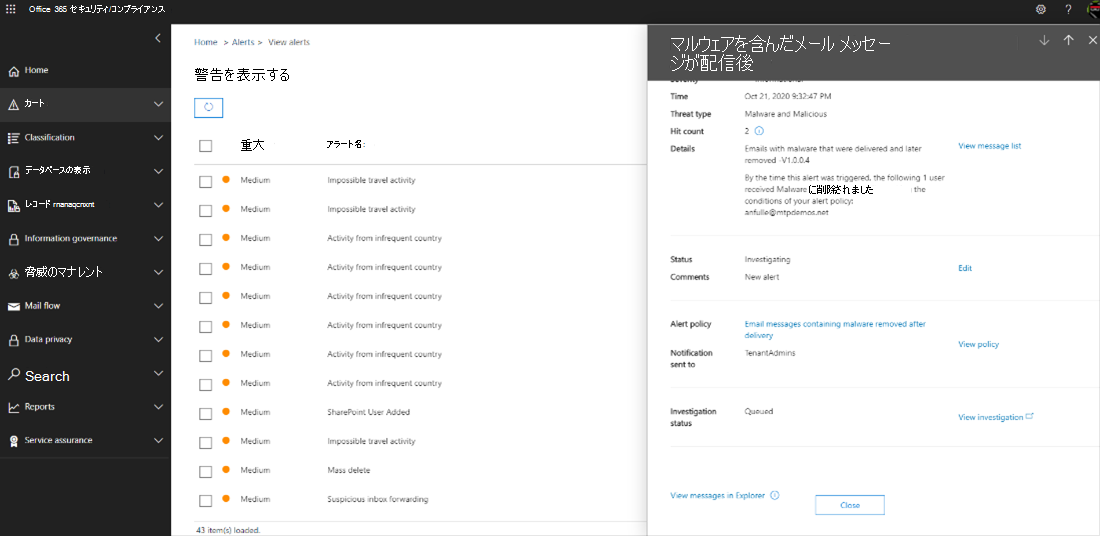 Office 365 セキュリティ/コンプライアンス
?
Home
カート
Classification
データベースの表示
レコード rnanaqcnxnt
Information governance
脅威のマナレント
Mail flow
Data privacy
Search
Reports
Service assurance
Home > Alerts > View alerts
警告を表示する
重大 アラート名:
Medium Impossible travel activity
Medium Impossible travel activity
Medium Activity from infrequent country
Medium Activity from infrequent country
Medium Activity from infrequent country
Medium Activity from infrequent country
Medium Activity from infrequent country
Medium Activity from infrequent country
Medium SharePoint User Added
Medium Impossible travel activity
Medium Mass delete
Medium Suspicious inbox forwarding
43 item(s) loaded.
マルウェアを含んだメール メッセー
ジが配信後
Time Oct 21, 2020 9:32:47 PM
Threat type Malware and Malicious
Hit count 2
Details Emails with malware that were delivered and later View message list
removed -V1.0.0.4
By the time this alert was triggered, the following 1 user
received Malware に削除されました the
conditions of your alert policy:
anfulle@mtpdemos.net
Status Investigating
Edit
Comments New alert
Alert policy Email messages containing malware removed after
delivery
View policy
Notification TenantAdmins
sent to
Investigation Queued
status
View investigation
View messages in Explorer
Close